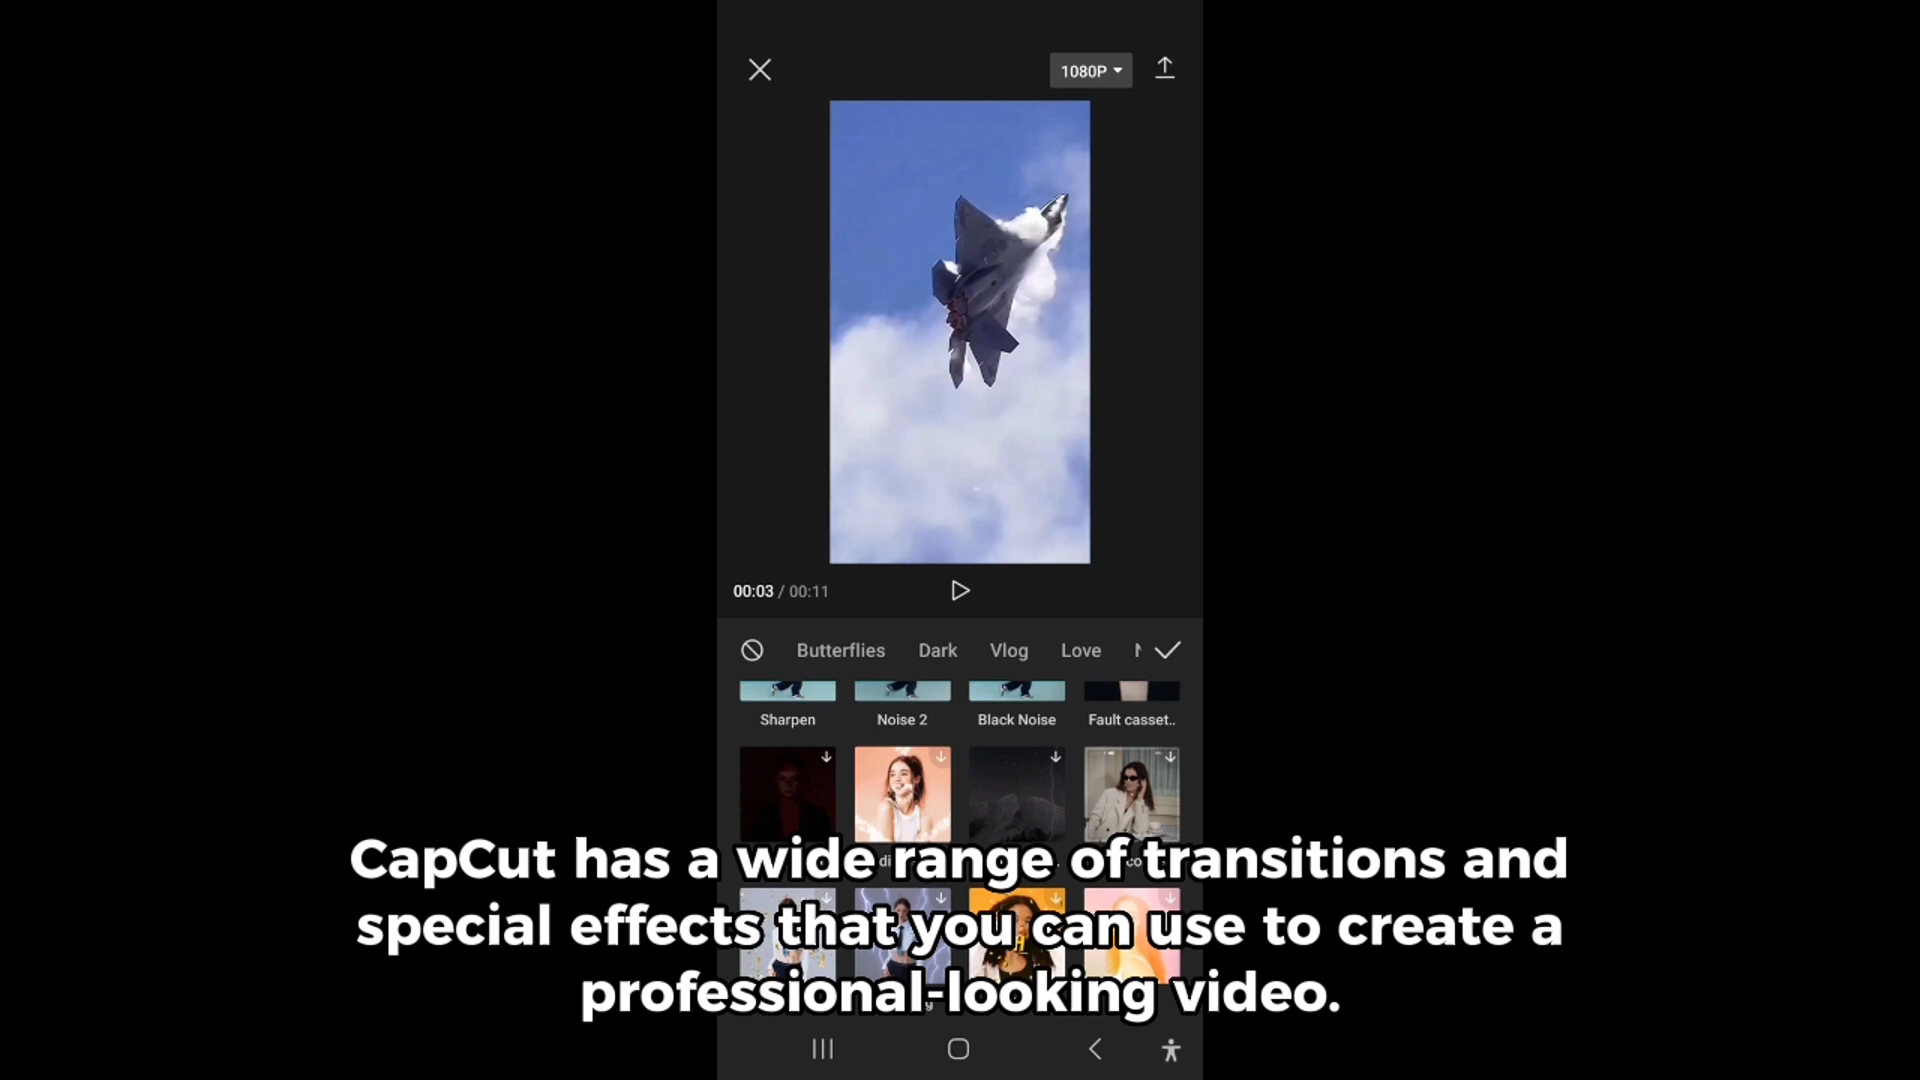 1080P
00:03 / 00:11
Butterflies Dark Vlog Love
Sharpen Noise 2 Black Noise Fault casset..
CapCut has a wide range of transitions and
special effects that you can use to create a
professional-looking video.